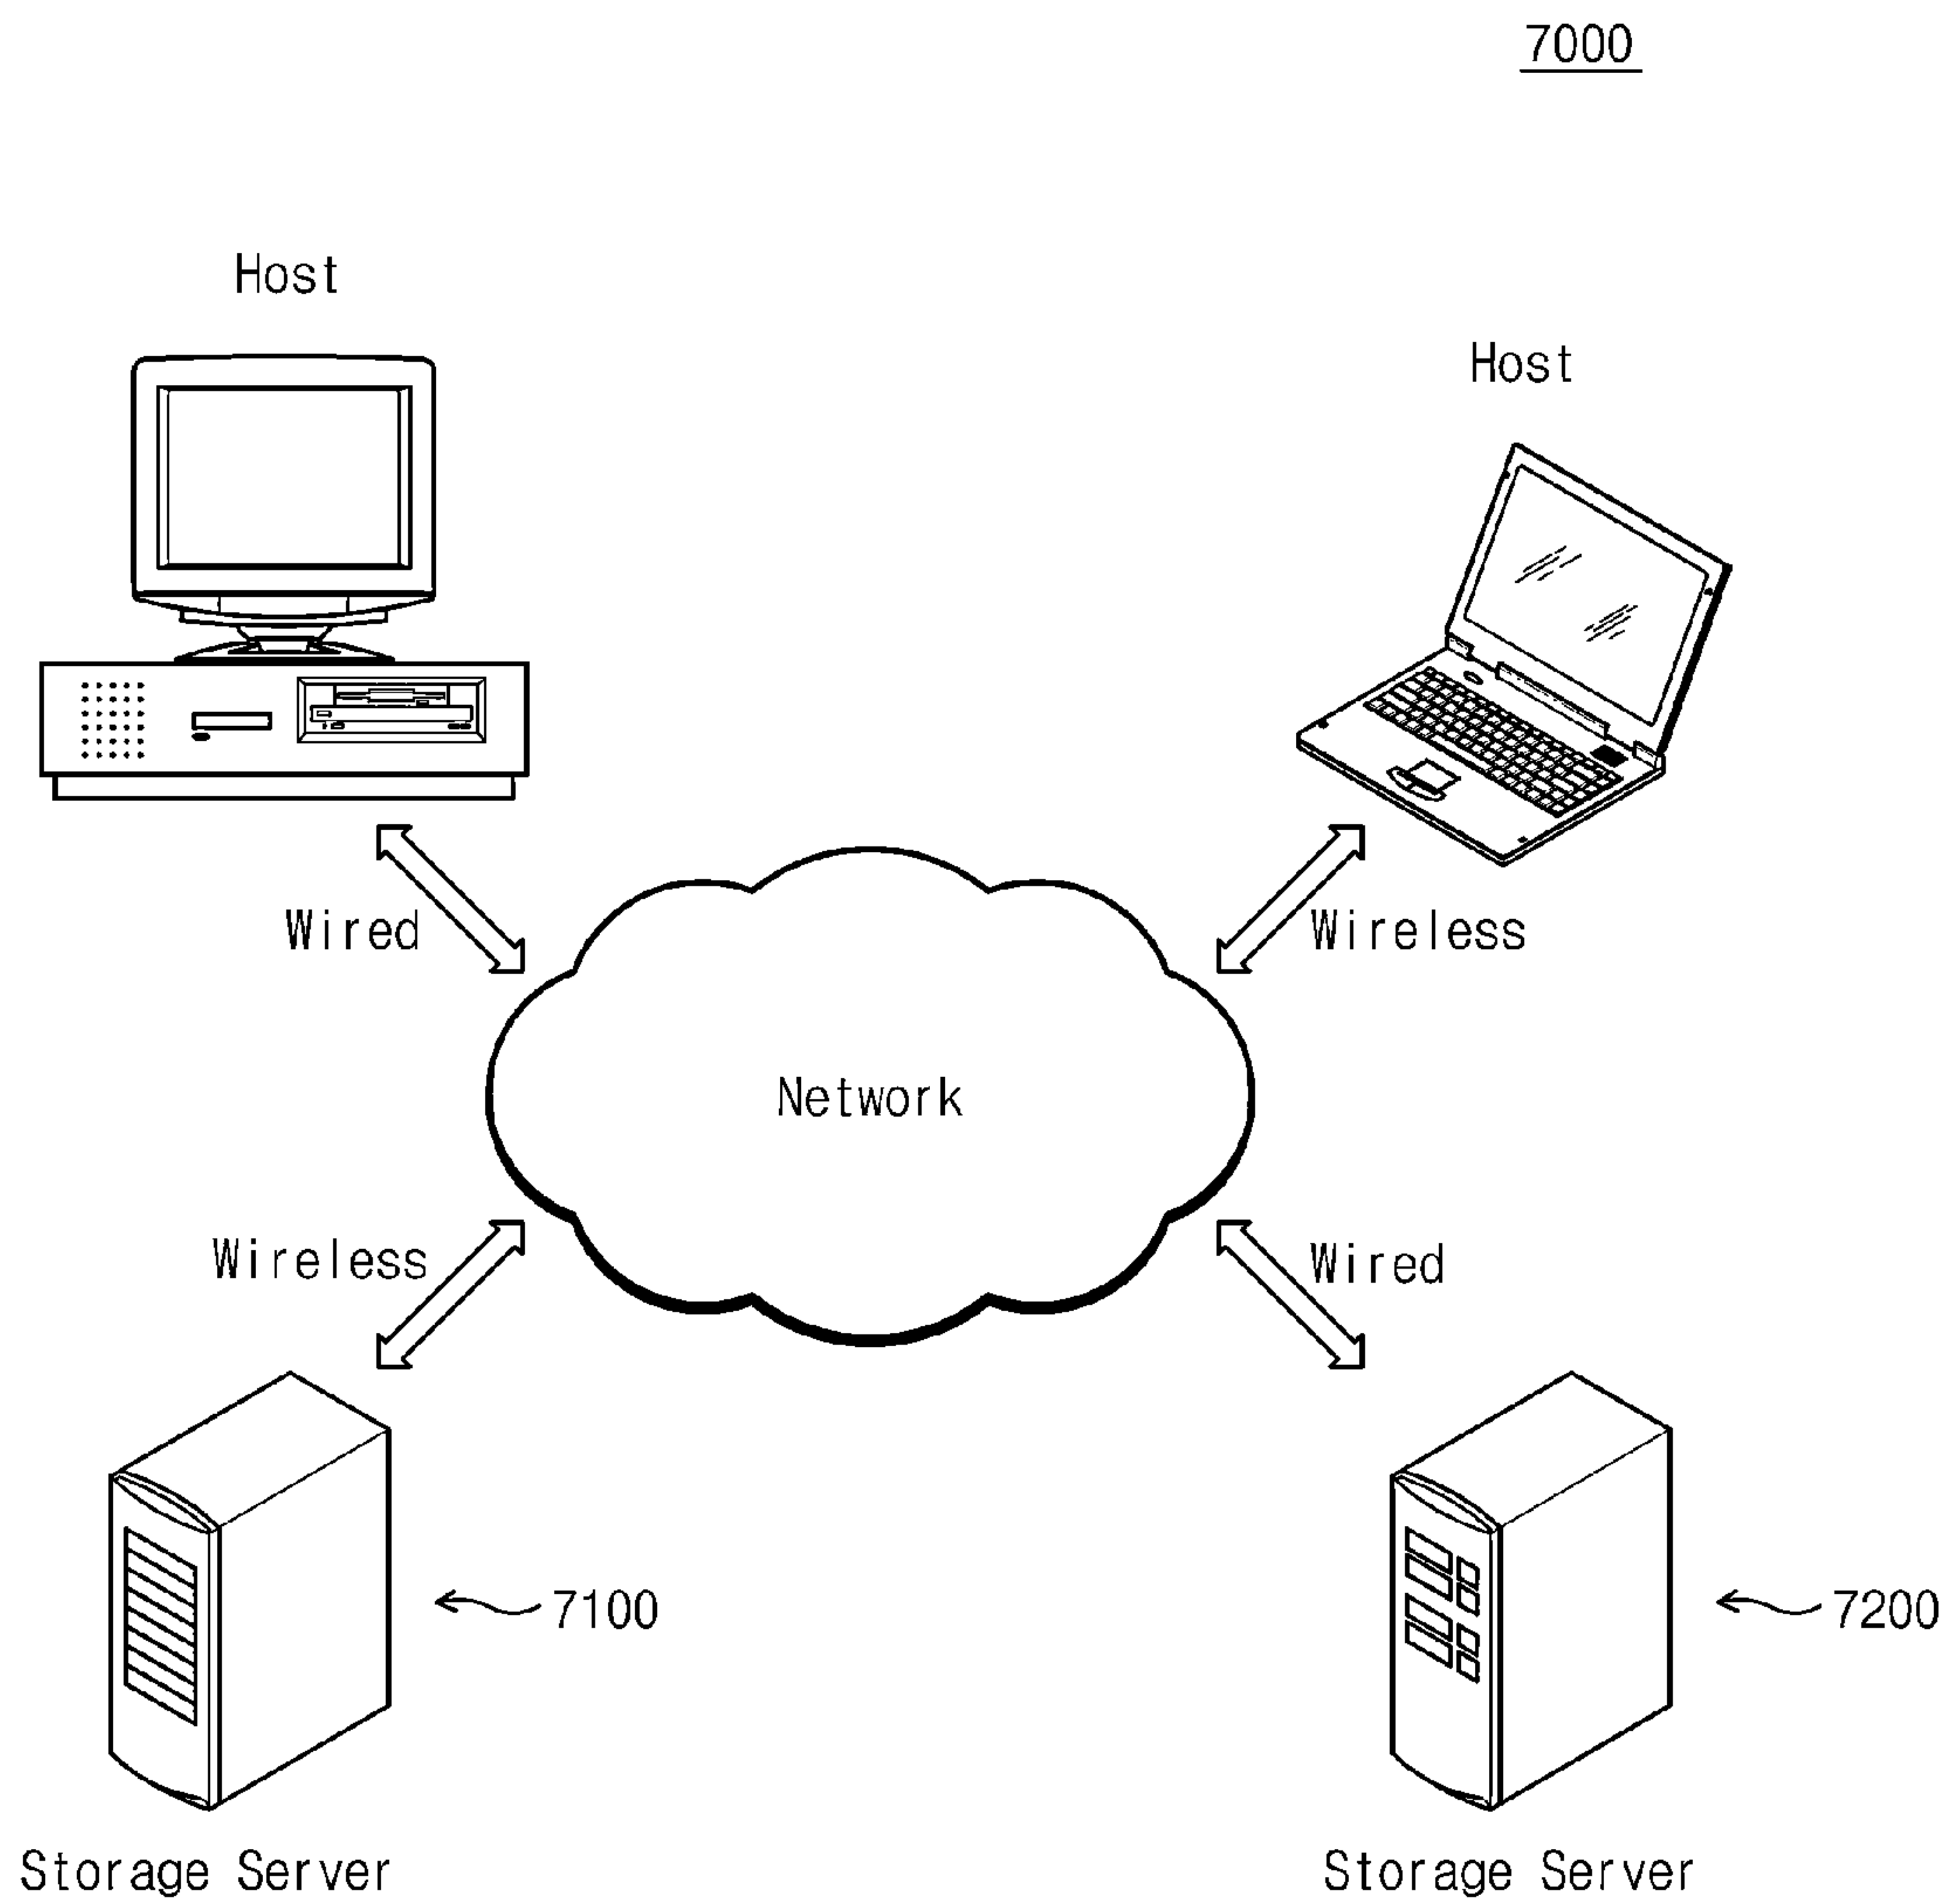 7000
Host
Host
Wired
Wireless
Network
Wireless
Wired
7100
7200
Storage Server
Storage Server